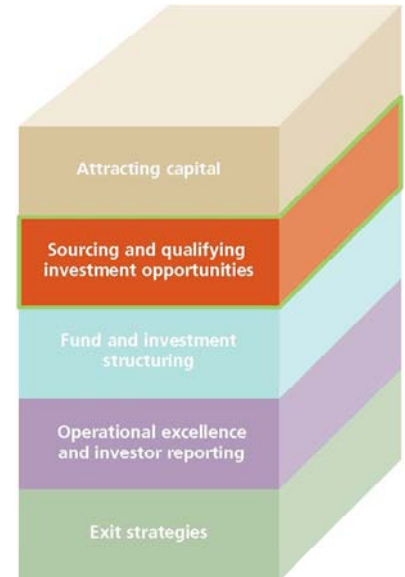 Attracting capital
Sourcing and qualifying
investment opportunities
Fund and investment
structuring
Operational excellence
and investor reporting
Exit strategies